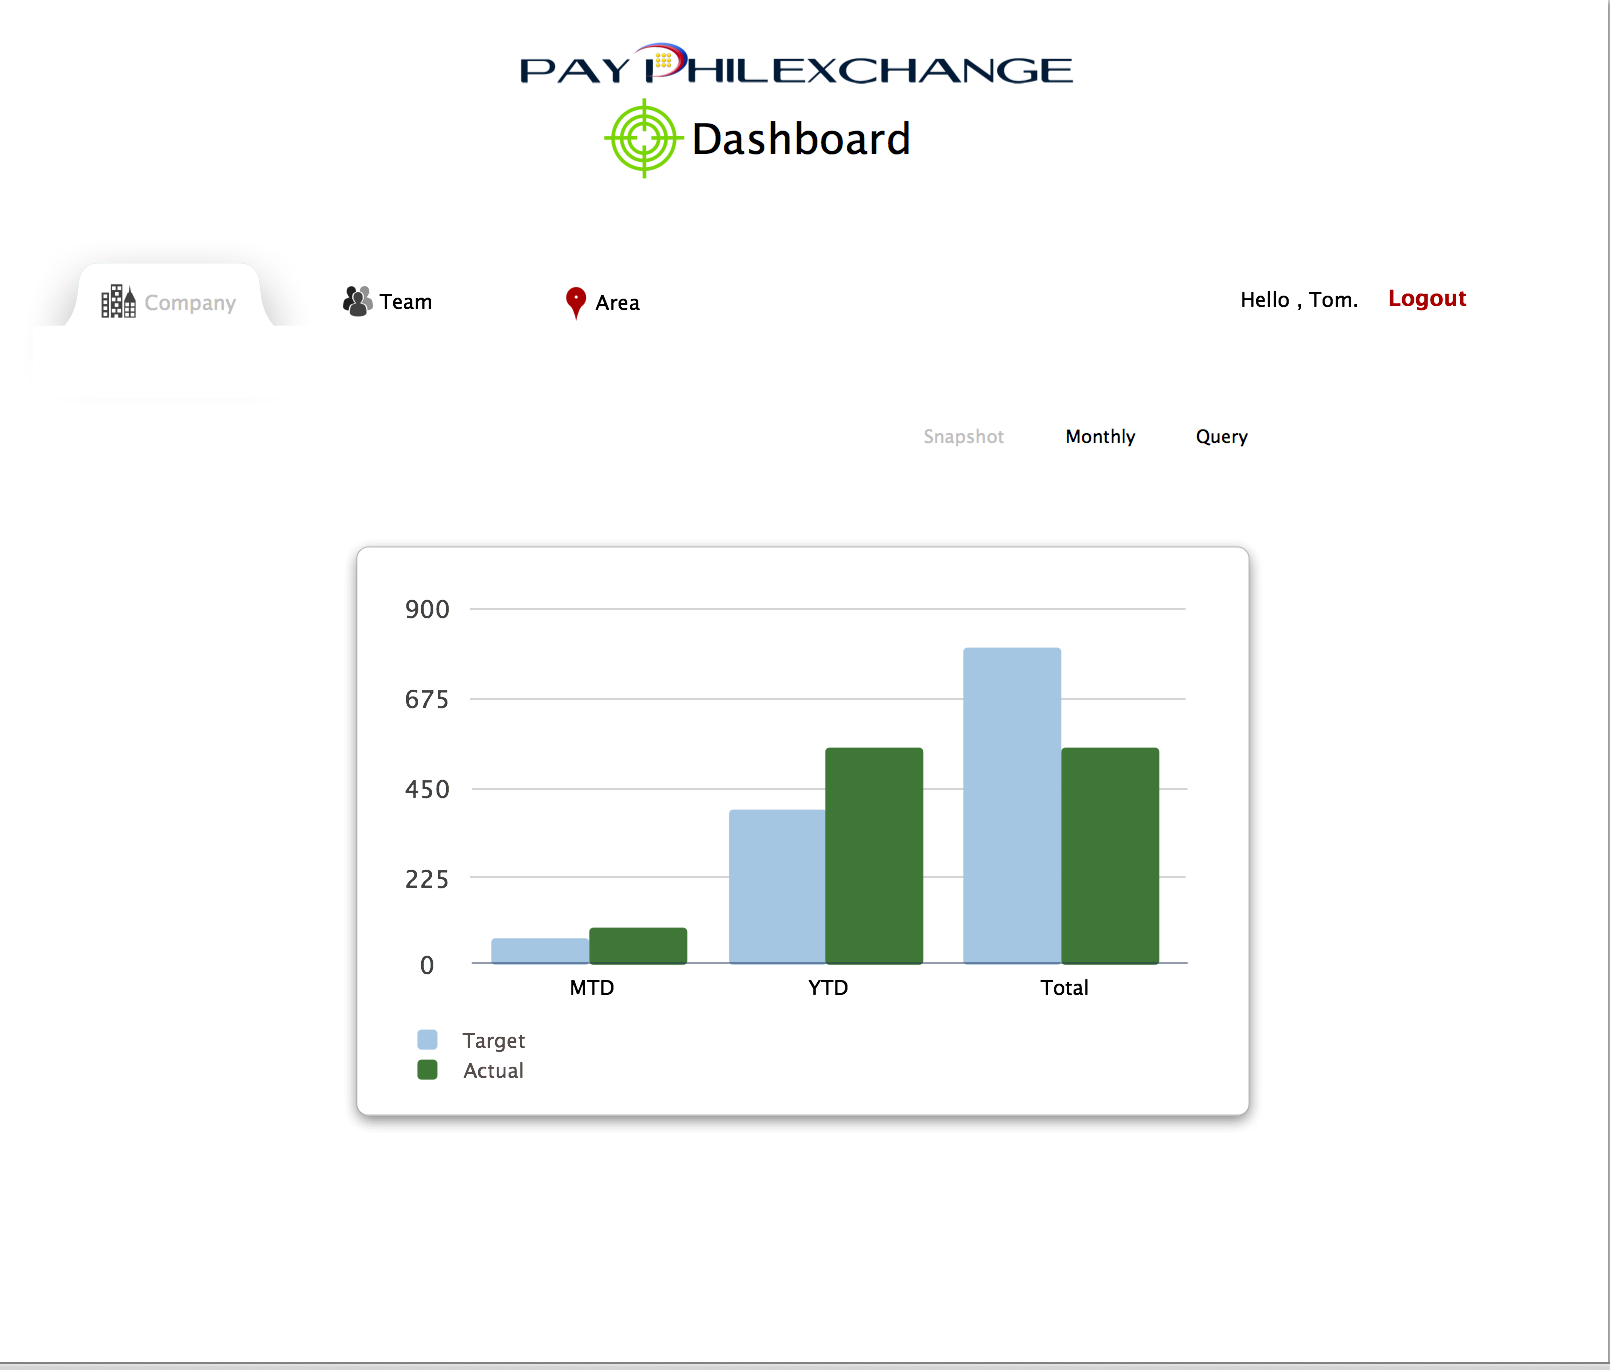 PAY PHILEXCHANGE
Dashboard
Company
Team
Area
Hello , Tom.
Logout
Snapshot
Monthly
Query
900
675
450
225
0
MTD
YTD
Total
Target
Actual